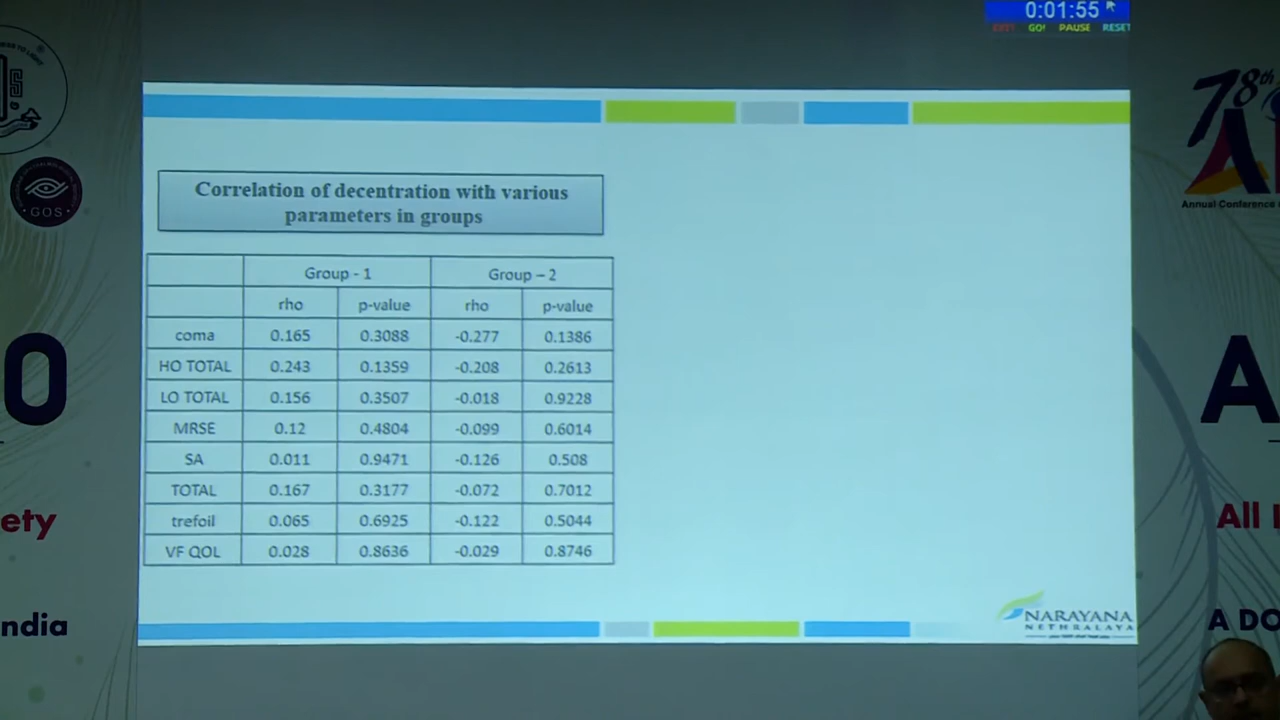 0:01:55
EXIT GO! PAUSE RESET
78th
Annual Conference
GOS
Correlation of decentration with various
parameters in groups
Group - 1 Group – 2
rho p-value rho p-value
coma 0.165 0.3088 -0.277 0.1386
HO TOTAL 0.243 0.1359 -0.208 0.2613
LO TOTAL 0.156 0.3507 -0.018 0.9228
MRSE 0.12 0.4804 -0.099 0.6014
SA 0.011 0.9471 -0.126 0.508
TOTAL 0.167 0.3177 -0.072 0.7012
trefoil 0.065 0.6925 -0.122 0.5044
VF QOL 0.028 0.8636 -0.029 0.8746
NARAYANA
NETHRALAYA
O
ety
ndia
A
All
A DO